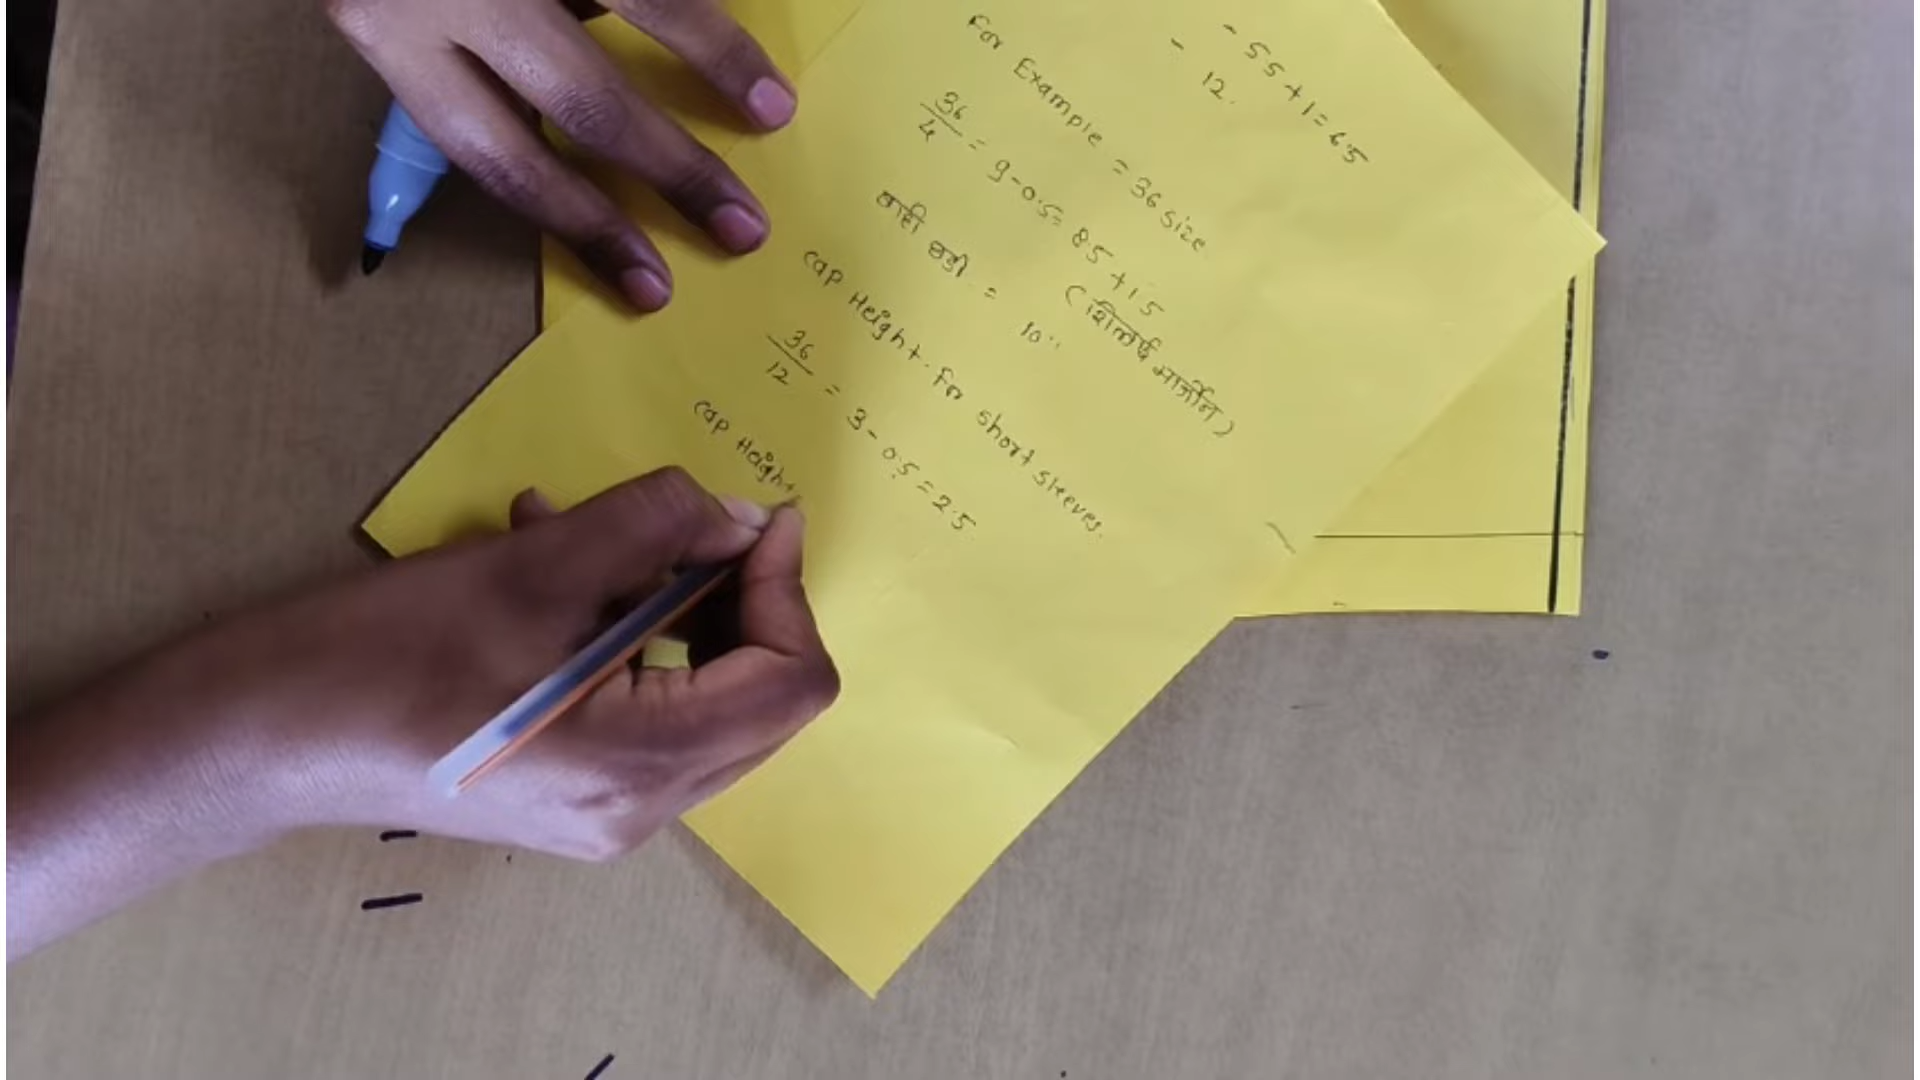 - 5.5 + 1 = 6.5
- 12.
For Example = 36 size
36/4 = 9 - 0.5 = 8.5 + 1.5
(शिलाई मार्जीन)
बाही = 10"
Cap Height. For short sleeves.
36/12 = 3 - 0.5 = 2.5
Cap Height